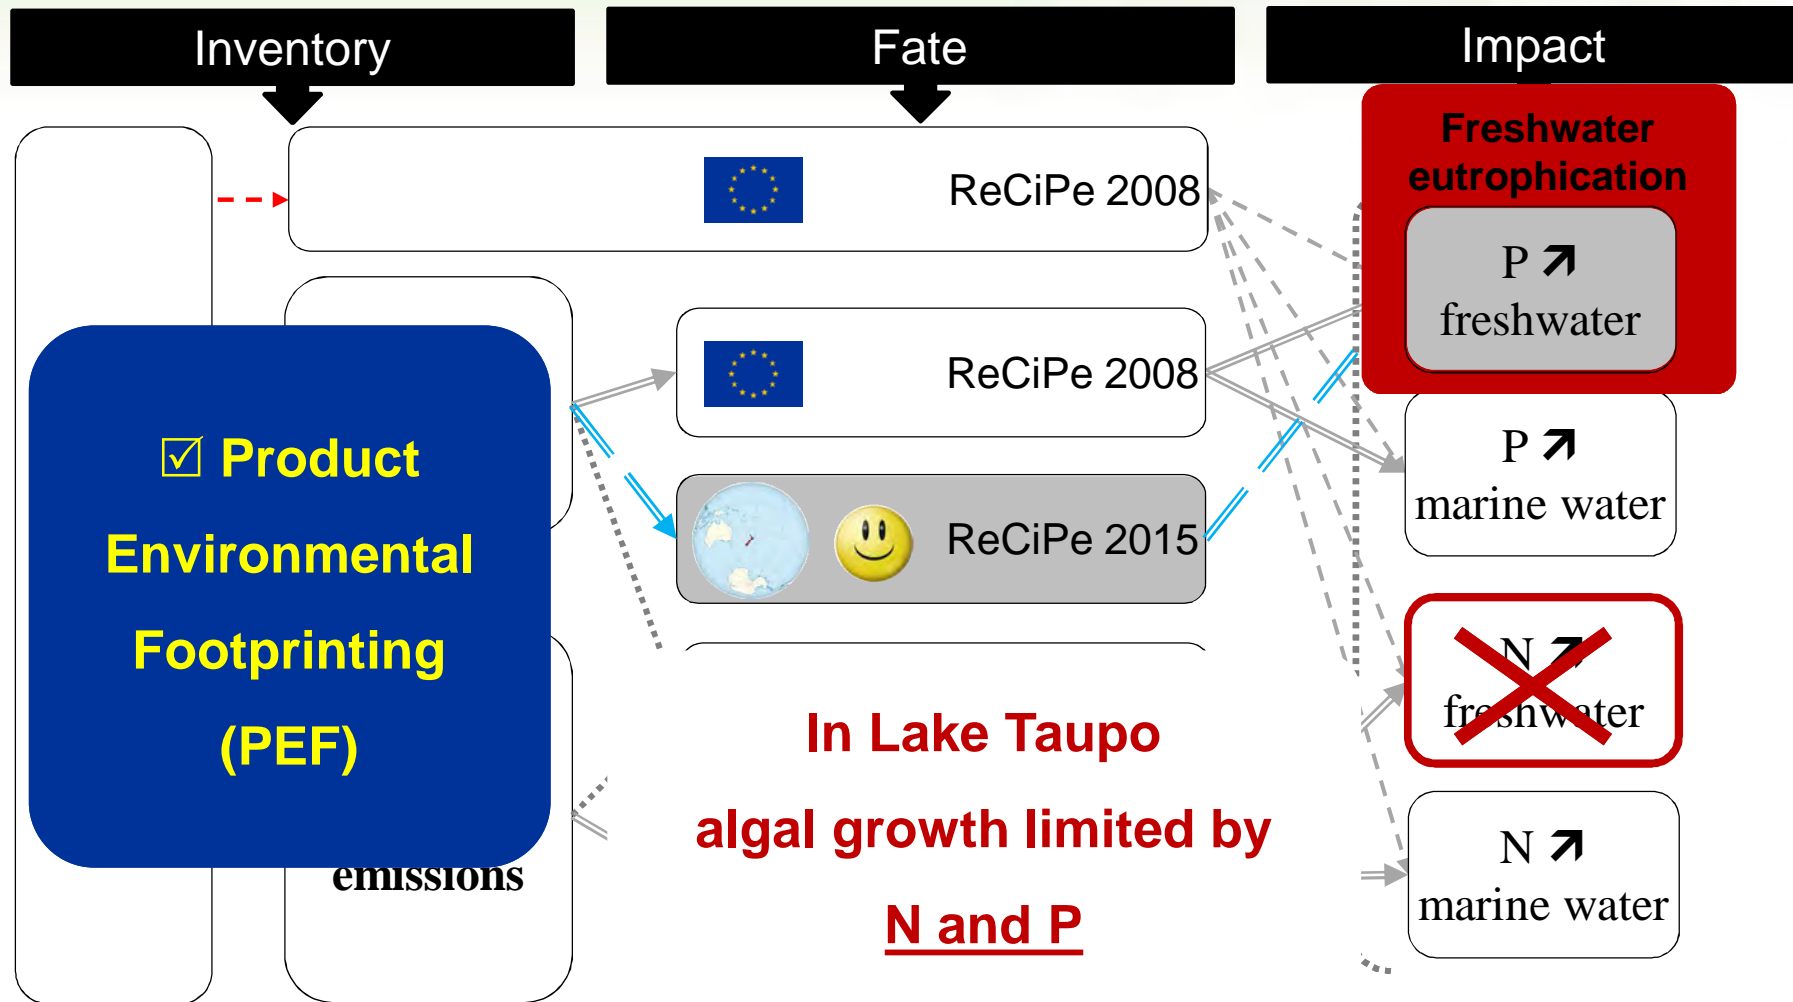 Inventory
Fate
Impact
ReCiPe 2008
ReCiPe 2008
ReCiPe 2015
Freshwater
eutrophication
P ↗
freshwater
P ↗
marine water
N ↗
freshwater
N ↗
marine water
☑ Product
Environmental
Footprinting
(PEF)
emissions
In Lake Taupo
algal growth limited by
N and P